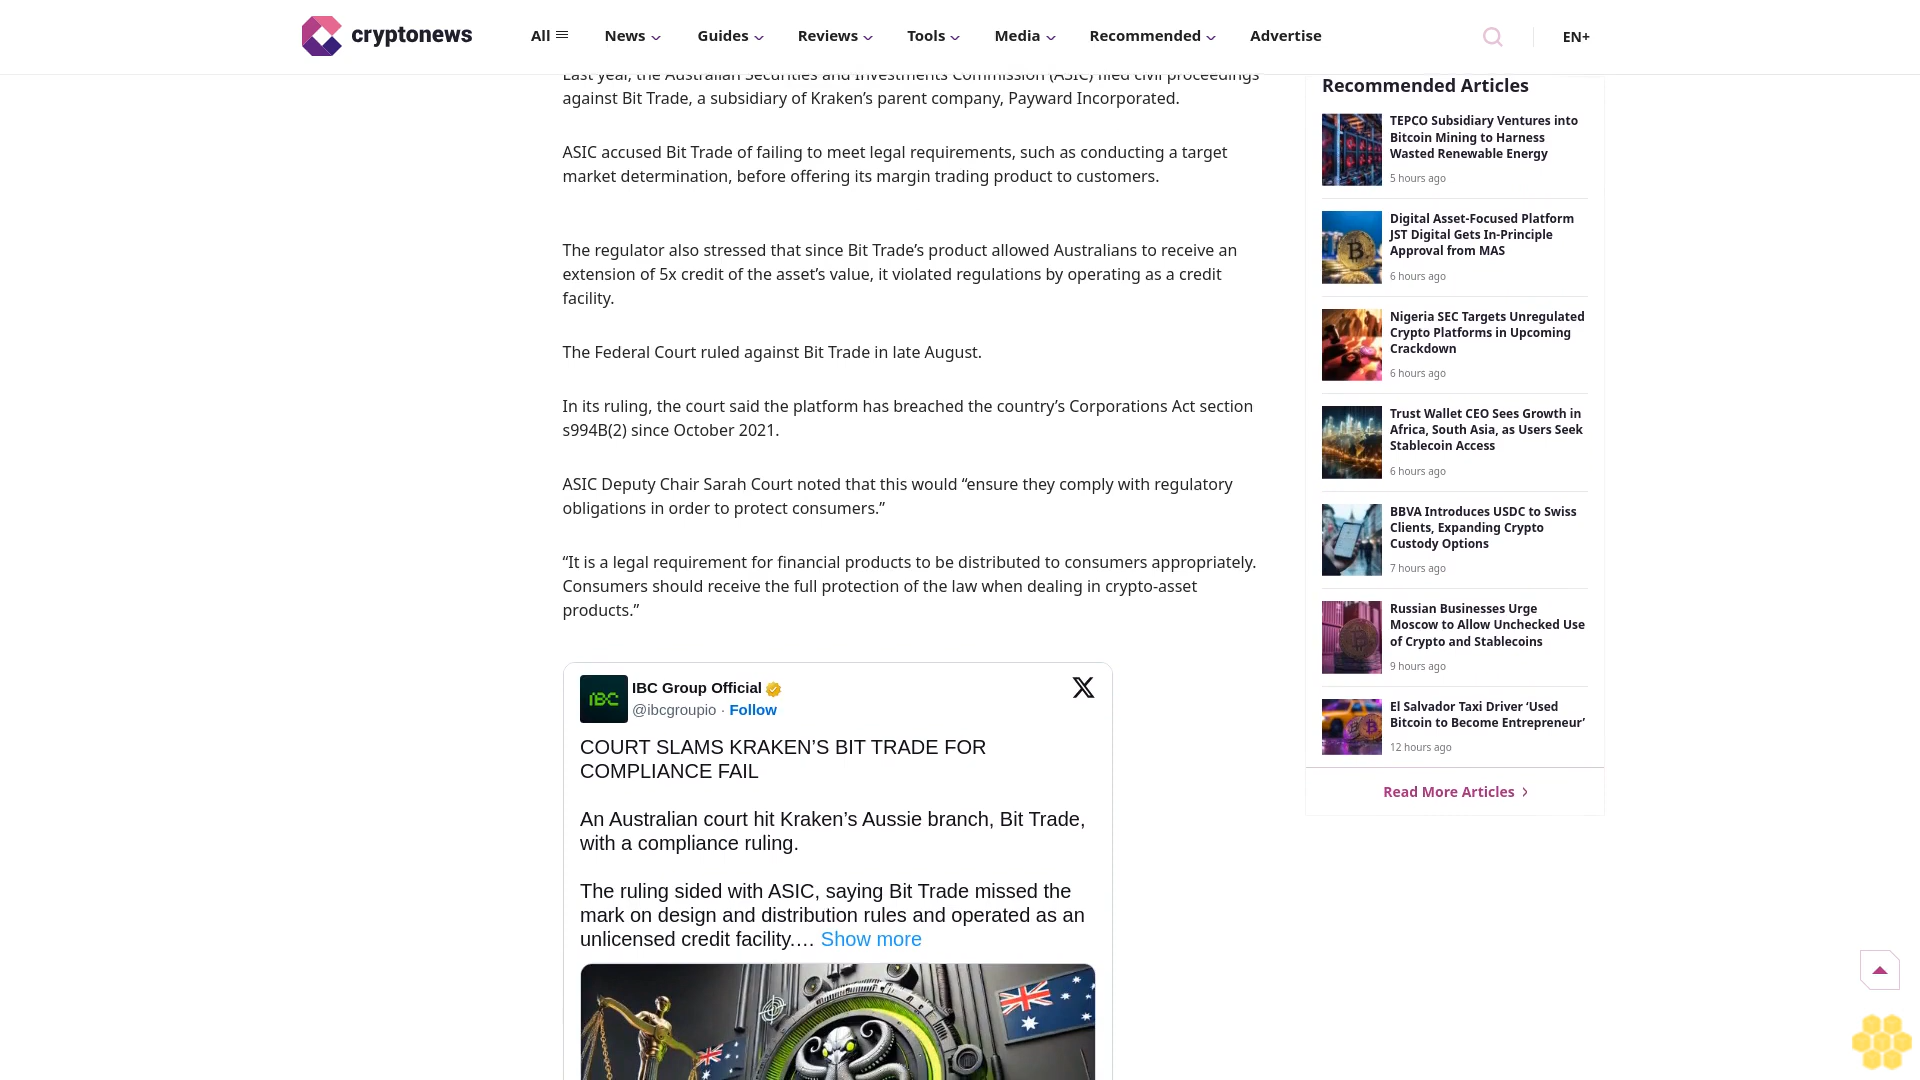 cryptonews
All
News
Guides
Reviews
Tools
Media
Recommended
Advertise
EN+
Last year, the Australian Securities and Investments Commission (ASIC) filed civil proceedings
against Bit Trade, a subsidiary of Kraken’s parent company, Payward Incorporated.
ASIC accused Bit Trade of failing to meet legal requirements, such as conducting a target
market determination, before offering its margin trading product to customers.
The regulator also stressed that since Bit Trade’s product allowed Australians to receive an
extension of 5x credit of the asset’s value, it violated regulations by operating as a credit
facility.
The Federal Court ruled against Bit Trade in late August.
In its ruling, the court said the platform has breached the country’s Corporations Act section
s994B(2) since October 2021.
ASIC Deputy Chair Sarah Court noted that this would “ensure they comply with regulatory
obligations in order to protect consumers.”
“It is a legal requirement for financial products to be distributed to consumers appropriately.
Consumers should receive the full protection of the law when dealing in crypto-asset
products.”
IBC
IBC Group Official
@ibcgroupio · Follow
COURT SLAMS KRAKEN’S BIT TRADE FOR
COMPLIANCE FAIL
An Australian court hit Kraken’s Aussie branch, Bit Trade,
with a compliance ruling.
The ruling sided with ASIC, saying Bit Trade missed the
mark on design and distribution rules and operated as an
unlicensed credit facility.… Show more
Recommended Articles
TEPCO Subsidiary Ventures into
Bitcoin Mining to Harness
Wasted Renewable Energy
5 hours ago
Digital Asset-Focused Platform
JST Digital Gets In-Principle
Approval from MAS
6 hours ago
Nigeria SEC Targets Unregulated
Crypto Platforms in Upcoming
Crackdown
6 hours ago
Trust Wallet CEO Sees Growth in
Africa, South Asia, as Users Seek
Stablecoin Access
6 hours ago
BBVA Introduces USDC to Swiss
Clients, Expanding Crypto
Custody Options
7 hours ago
Russian Businesses Urge
Moscow to Allow Unchecked Use
of Crypto and Stablecoins
9 hours ago
El Salvador Taxi Driver ‘Used
Bitcoin to Become Entrepreneur’
12 hours ago
Read More Articles